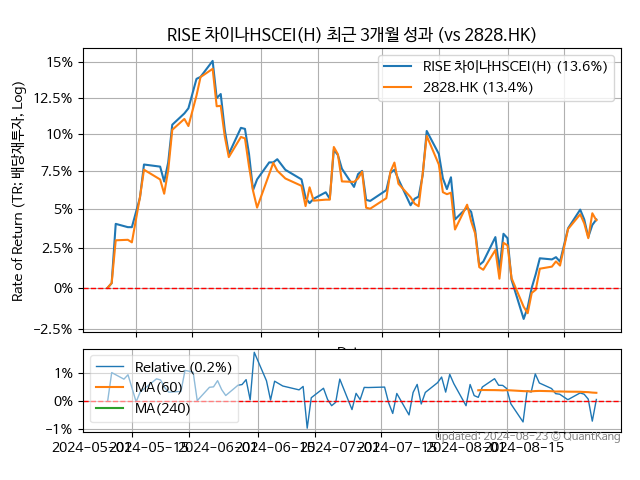 RISE 차이나HSCEI(H) 최근 3개월 성과 (vs 2828.HK)
Rate of Return (TR: 배당재투자, Log)
15%
12.5%
10%
7.5%
5%
2.5%
0%
−2.5%
RISE 차이나HSCEI(H) (13.6%)
2828.HK (13.4%)
1%
0%
−1%
Relative (0.2%)
MA(60)
MA(240)
2024-05-01
2024-05-15
2024-06-01
2024-06-15
2024-07-01
2024-07-15
2024-08-01
2024-08-15
updated: 2024-08-23 © QuantKang